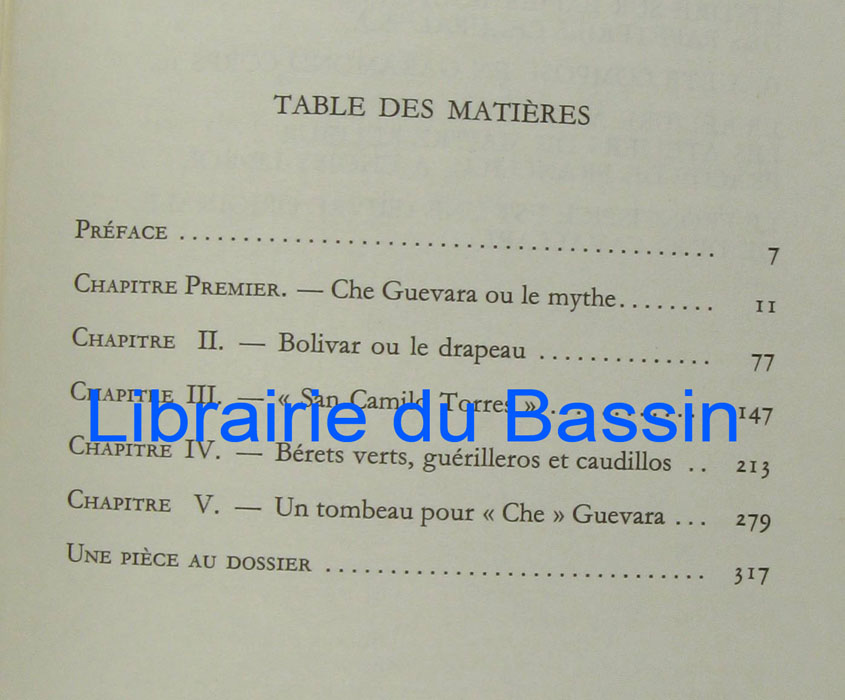 TABLE DES MATIÈRES
PRÉFACE ........................................ 7
CHAPITRE PREMIER. — Che Guevara ou le mythe........ 11
CHAPITRE II. — Bolivar ou le drapeau .............. 77
CHAPITRE III. — « San Camilo Torres » ............ 147
Librairie du Bassin
CHAPITRE IV. — Bérets verts, guérilleros et caudillos .. 213
CHAPITRE V. — Un tombeau pour « Che » Guevara ... 279
UNE PIÈCE AU DOSSIER .............................. 317